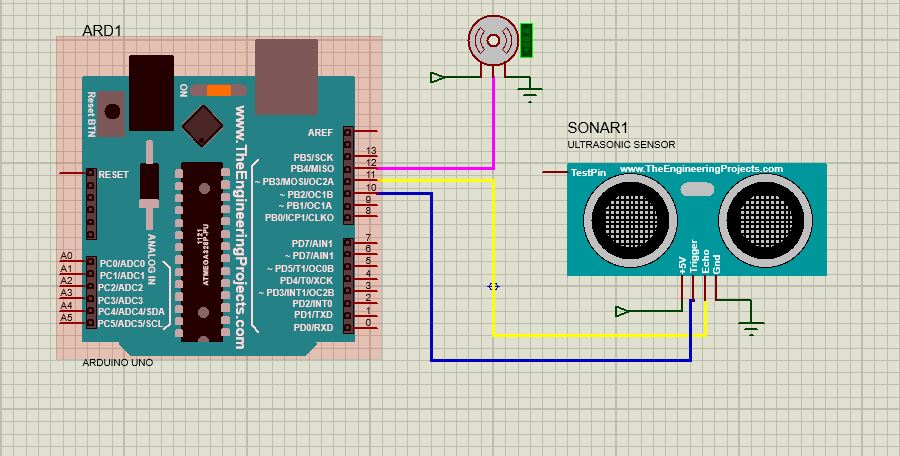 ARD1
Reset BTN
ON
www.TheEngineeringProjects.com
ANALOG IN
1121
ATMEGA328P-PU
RESET
A0 PC0/ADC0
A1 PC1/ADC1
A2 PC2/ADC2
A3 PC3/ADC3
A4 PC4/ADC4/SDA
A5 PC5/ADC5/SCL
AREF
PB5/SCK 13
PB4/MISO 12
~ PB3/MOSI/OC2A 11
~ PB2/OC1B 10
~ PB1/OC1A 9
PB0/ICP1/CLKO 8
PD7/AIN1 7
~ PD6/AIN1 6
~ PD5/T1/OC0B 5
PD4/T0/XCK 4
~ PD3/INT1/OC2B 3
PD2/INT0 2
PD1/TXD 1
PD0/RXD 0
ARDUINO UNO
SONAR1
ULTRASONIC SENSOR
TestPin
www.TheEngineeringProjects.com
+5V
Trigger
Echo
Gnd